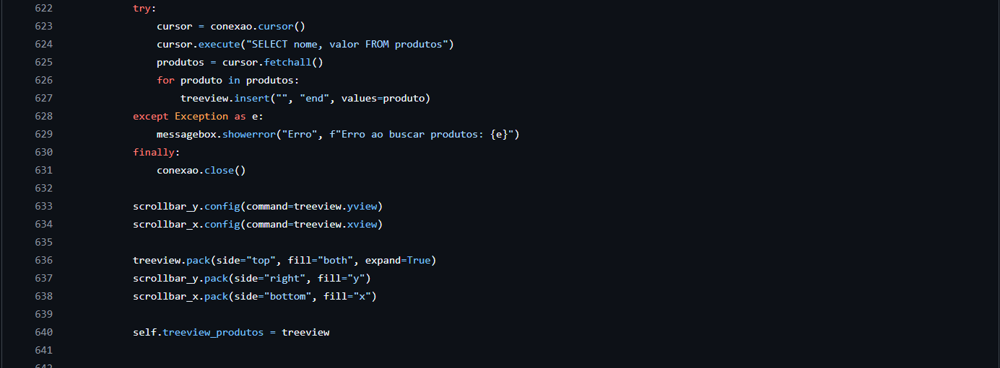 622 try:
623 cursor = conexao.cursor()
624 cursor.execute("SELECT nome, valor FROM produtos")
625 produtos = cursor.fetchall()
626 for produto in produtos:
627 treeview.insert("", "end", values=produto)
628 except Exception as e:
629 messagebox.showerror("Erro", f"Erro ao buscar produtos: {e}")
630 finally:
631 conexao.close()
632
633 scrollbar_y.config(command=treeview.yview)
634 scrollbar_x.config(command=treeview.xview)
635
636 treeview.pack(side="top", fill="both", expand=True)
637 scrollbar_y.pack(side="right", fill="y")
638 scrollbar_x.pack(side="bottom", fill="x")
639
640 self.treeview_produtos = treeview
641